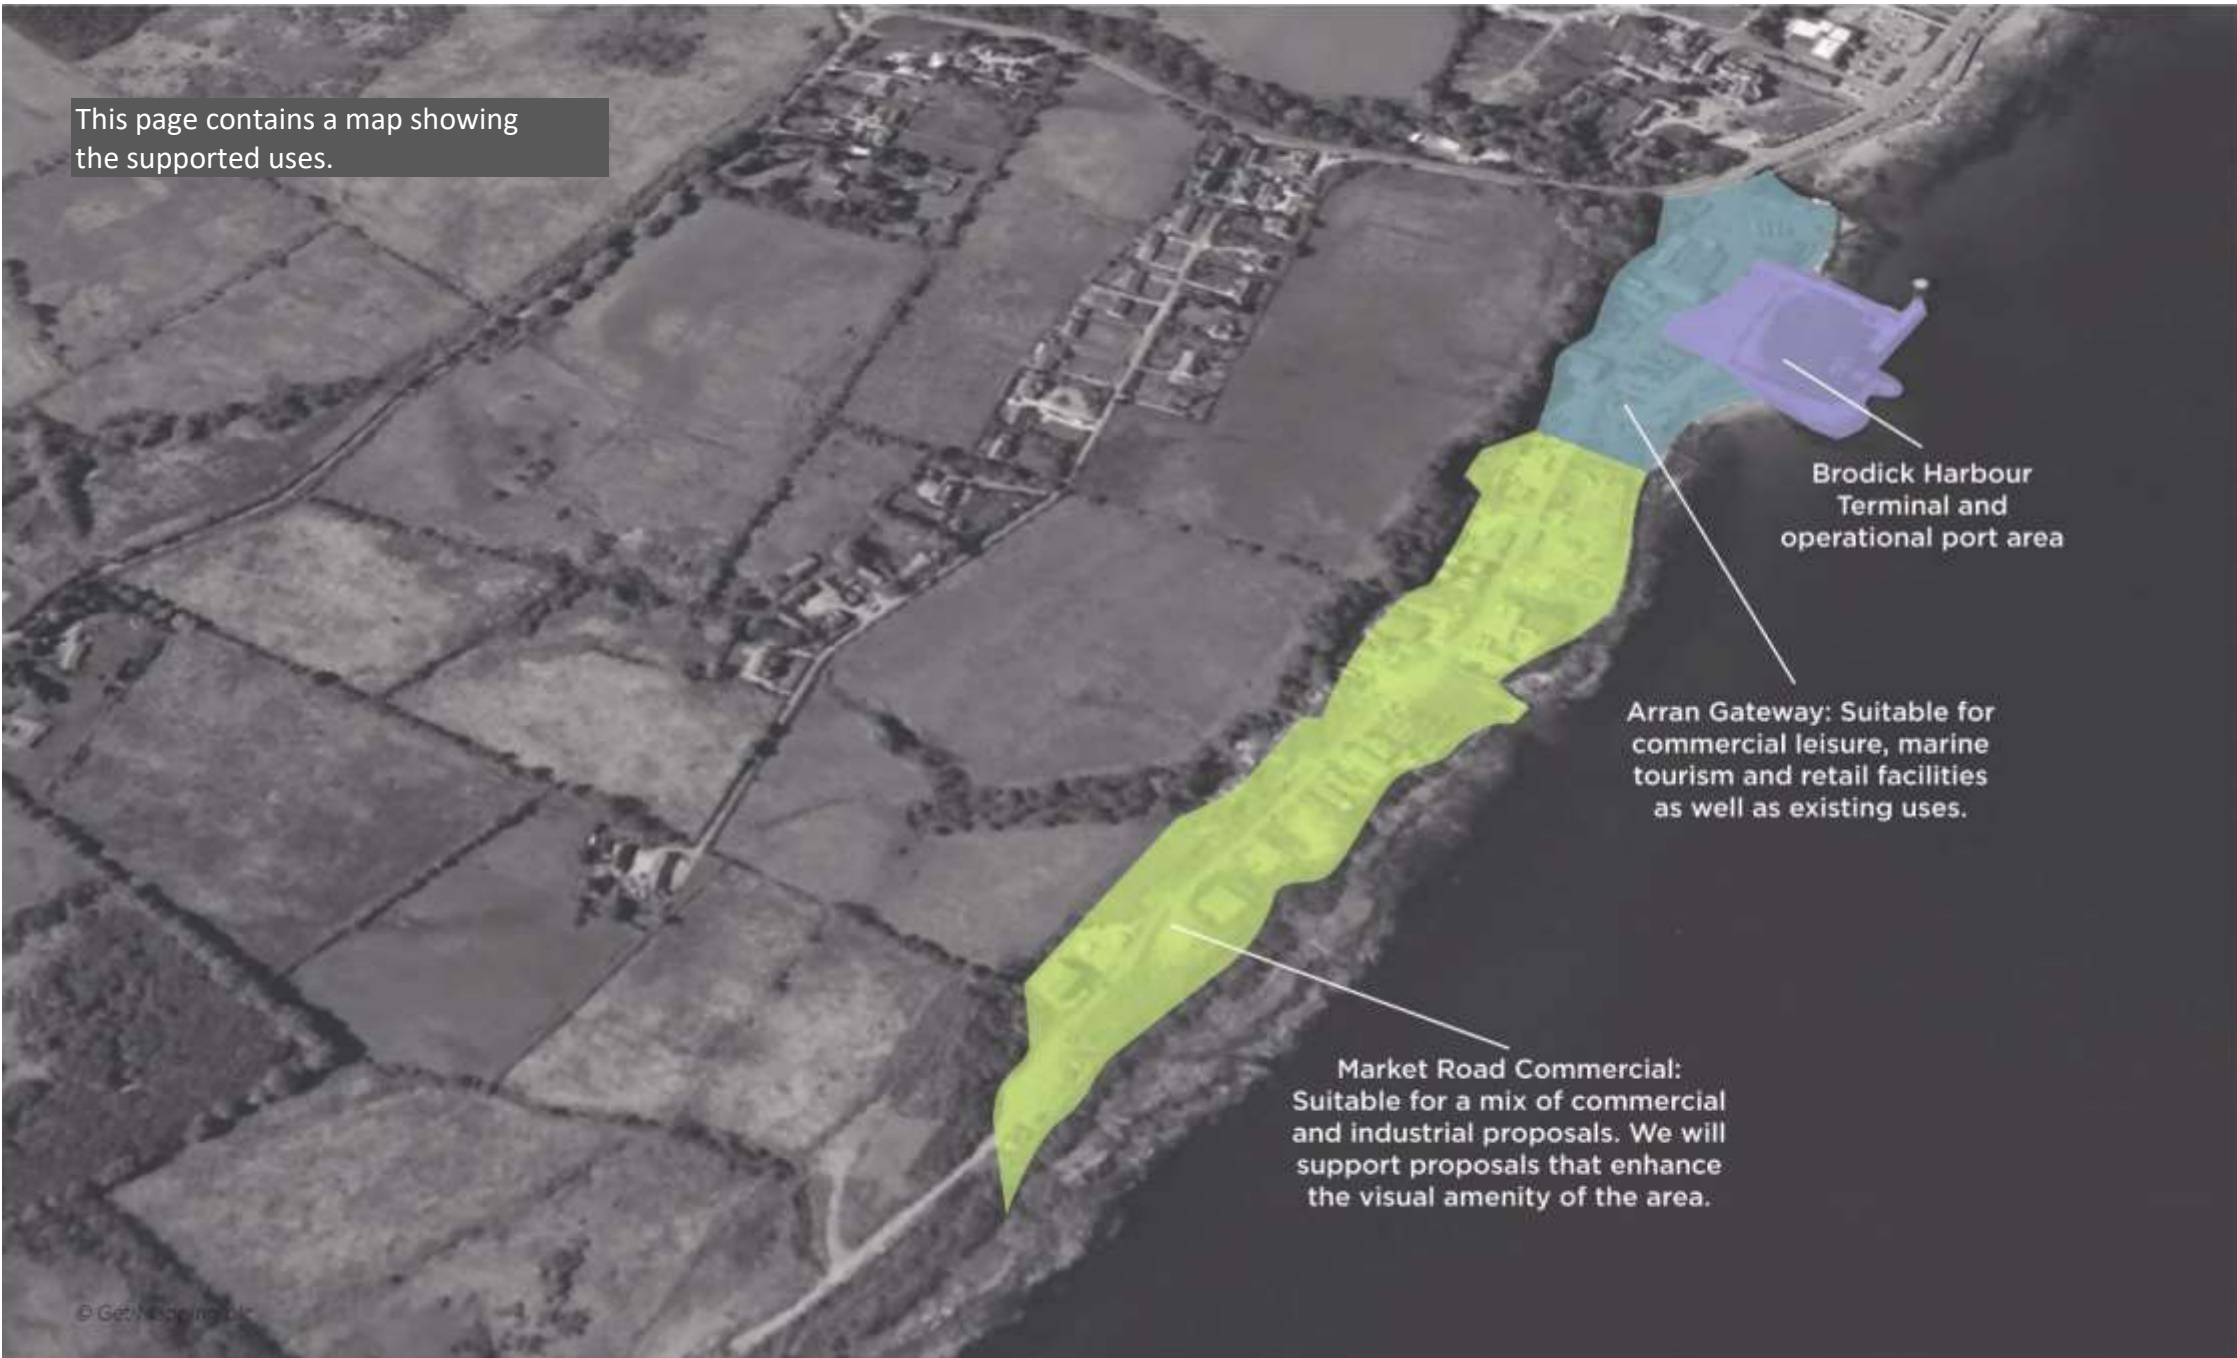 This page contains a map showing
the supported uses.
Brodick Harbour
Terminal and
operational port area
Arran Gateway: Suitable for
commercial leisure, marine
tourism and retail facilities
as well as existing uses.
Market Road Commercial:
Suitable for a mix of commercial
and industrial proposals. We will
support proposals that enhance
the visual amenity of the area.
© GetMapping plc